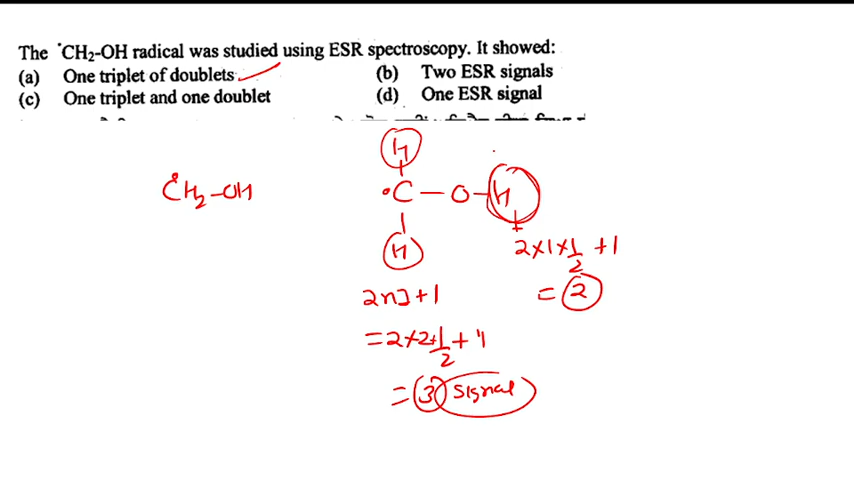 The ˙CH₂-OH radical was studied using ESR spectroscopy. It showed:
(a) One triplet of doublets (b) Two ESR signals
(c) One triplet and one doublet (d) One ESR signal
H
ĊH₂-OH ·C - O - H
H 2×1×1/2 +1
2nI+1 = 2
=2×2×1/2 + 1
= 3 signal